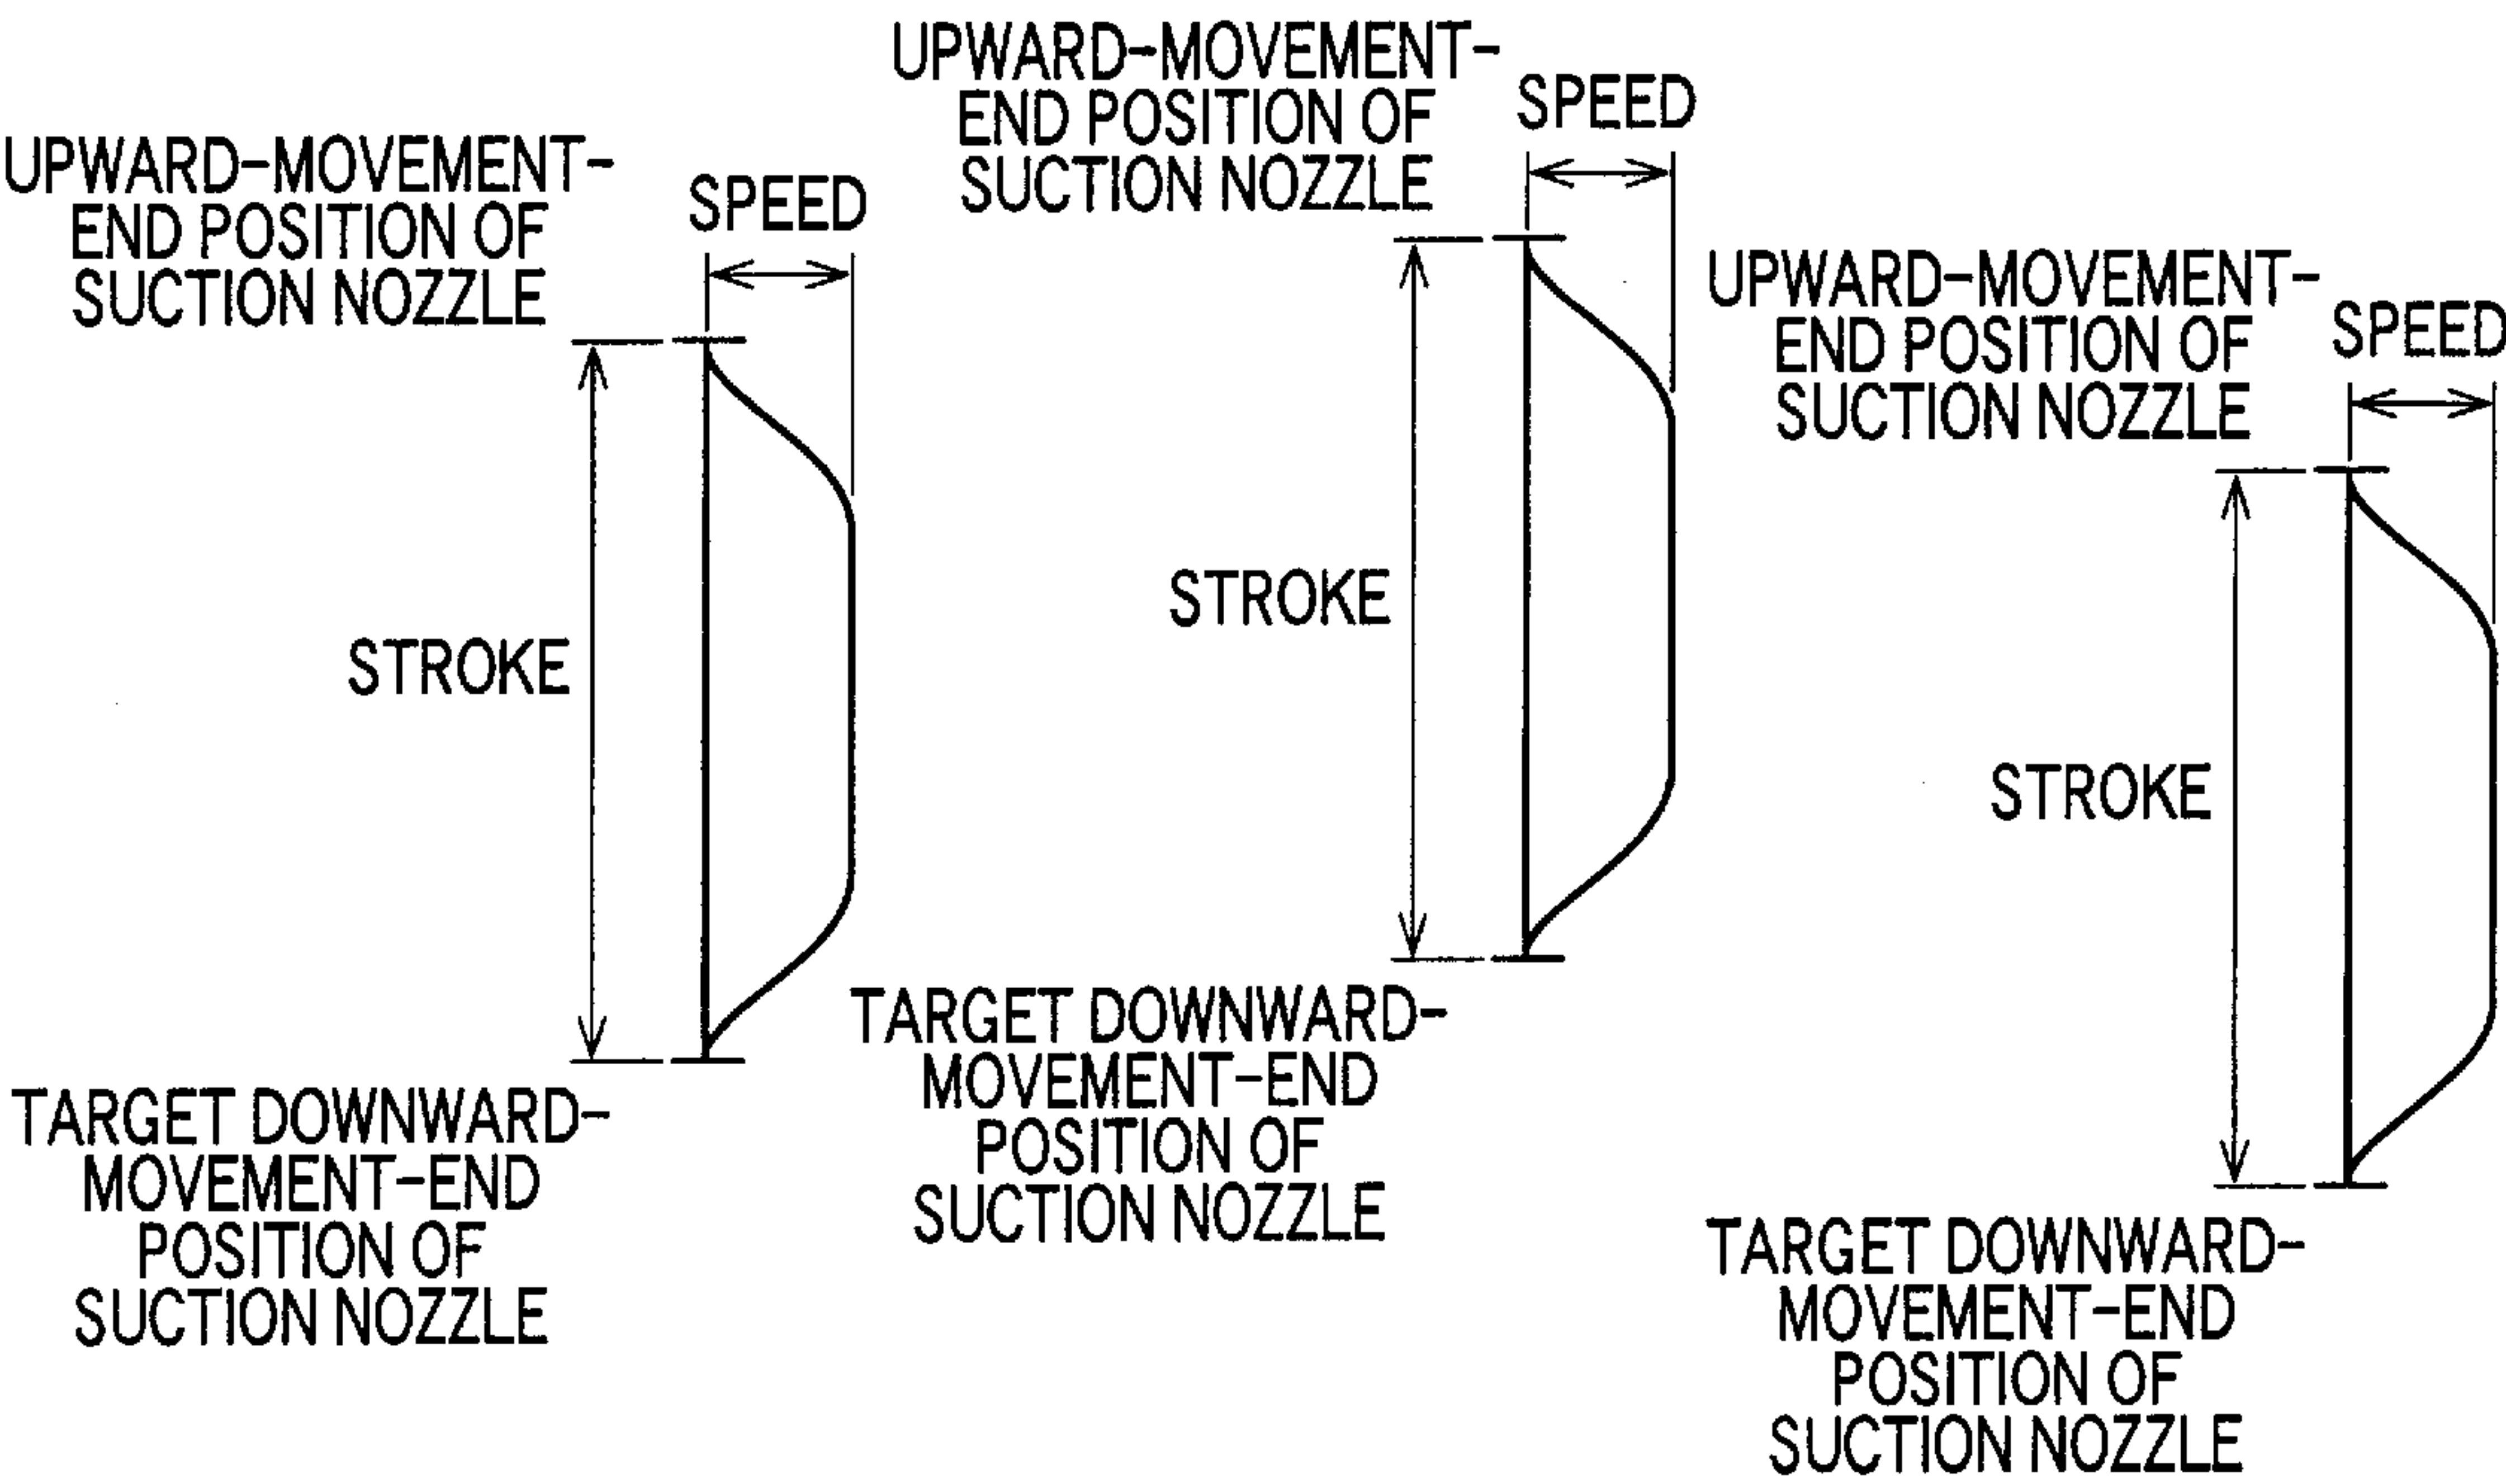 UPWARD-MOVEMENT-
END POSITION OF
SUCTION NOZZLE
SPEED
STROKE
TARGET DOWNWARD-
MOVEMENT-END
POSITION OF
SUCTION NOZZLE
UPWARD-MOVEMENT-
END POSITION OF
SUCTION NOZZLE
SPEED
STROKE
TARGET DOWNWARD-
MOVEMENT-END
POSITION OF
SUCTION NOZZLE
UPWARD-MOVEMENT-
END POSITION OF
SUCTION NOZZLE
SPEED
STROKE
TARGET DOWNWARD-
MOVEMENT-END
POSITION OF
SUCTION NOZZLE